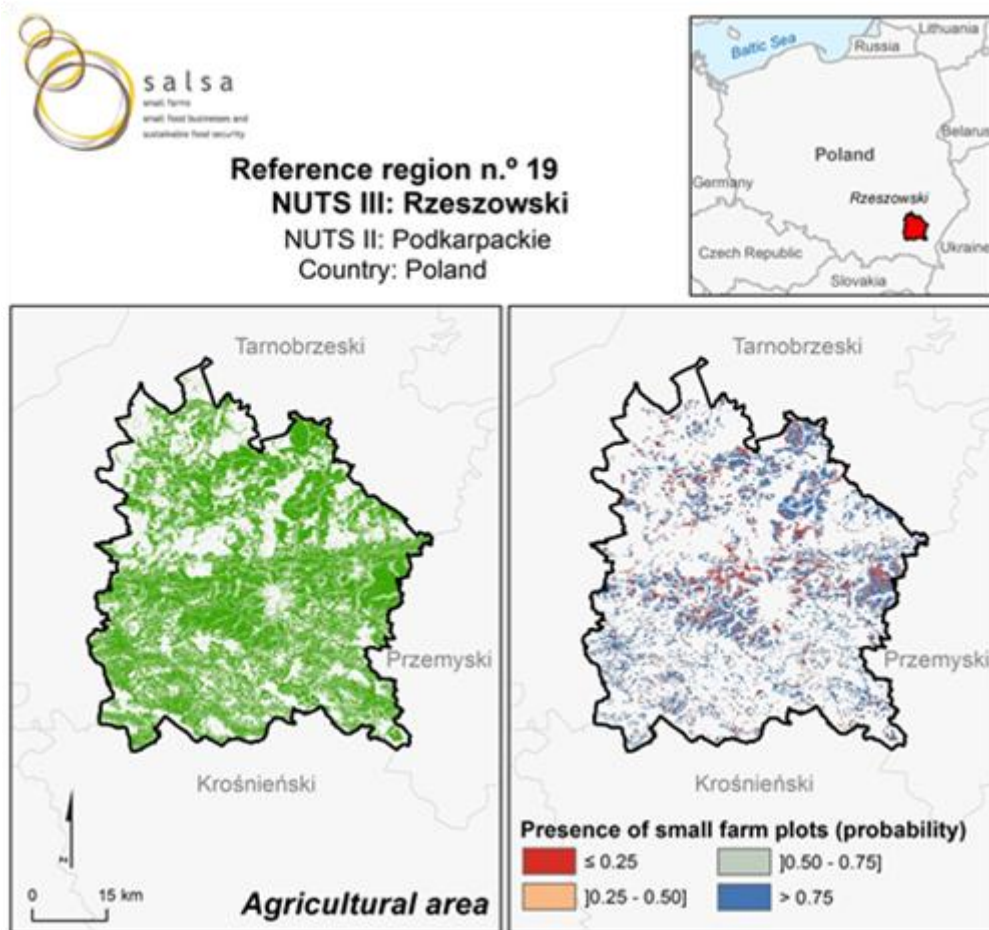 salsa
small farms
small food businesses and
sustainable food security
Reference region n.º 19
NUTS III: Rzeszowski
NUTS II: Podkarpackie
Country: Poland
Baltic Sea
Lithuania
Russia
Belarus
Poland
Germany
Rzeszowski
Czech Republic
Ukraine
Slovakia
Tarnobrzeski
Przemyski
Krośnieński
N
0 15 km
Agricultural area
Tarnobrzeski
Przemyski
Krośnieński
Presence of small farm plots (probability)
≤ 0.25
]0.50 - 0.75]
]0.25 - 0.50]
> 0.75